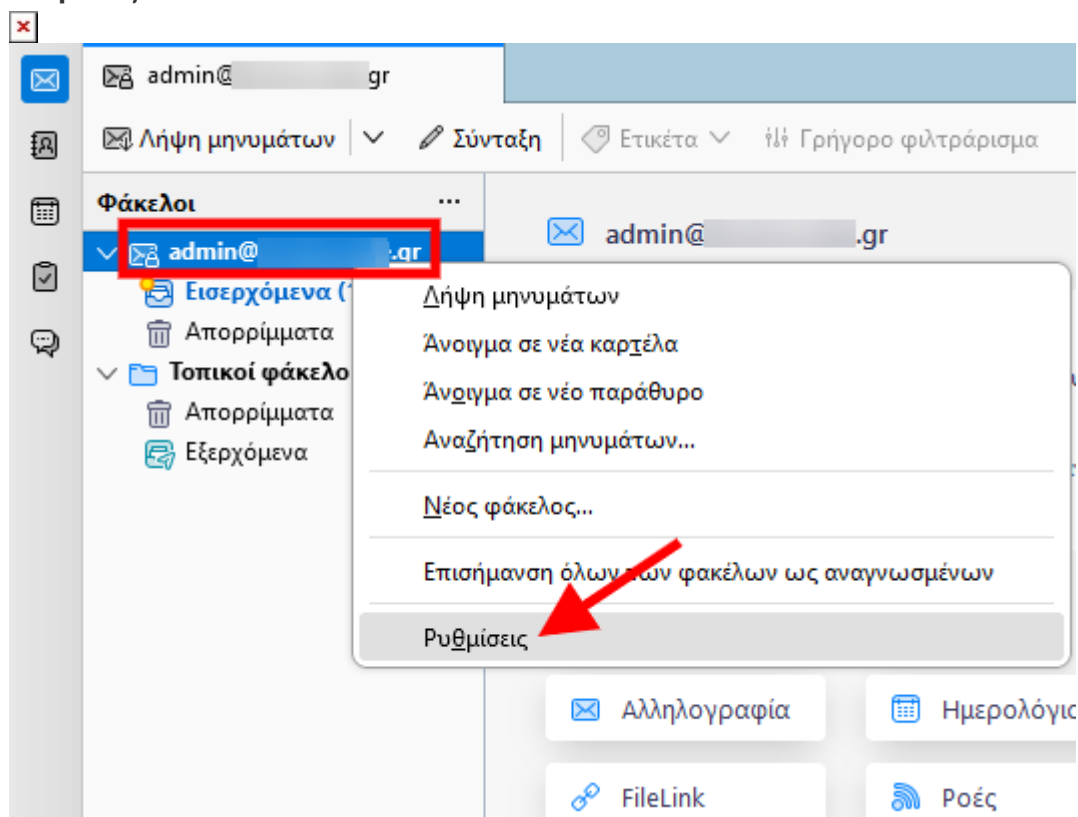 admin@ gr
Λήψη μηνυμάτων Σύνταξη Ετικέτα Γρήγορο φιλτράρισμα
Φάκελοι ...
admin@ .gr
admin@ .gr
Εισερχόμενα (
Λήψη μηνυμάτων
Απορρίμματα
Άνοιγμα σε νέα καρτέλα
Τοπικοί φάκελο
Άνοιγμα σε νέο παράθυρο
Απορρίμματα
Αναζήτηση μηνυμάτων...
Εξερχόμενα
Νέος φάκελος...
Επισήμανση όλων των φακέλων ως αναγνωσμένων
Ρυθμίσεις
Αλληλογραφία Ημερολόγιο
FileLink Ροές